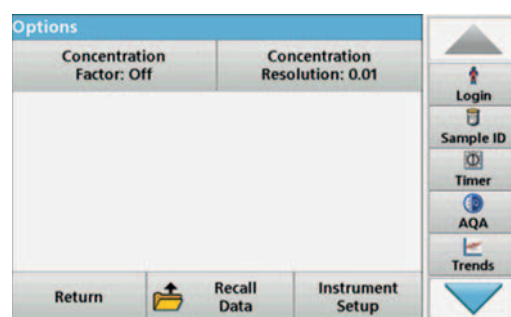 Options
Concentration
Factor: Off
Concentration
Resolution: 0.01
Login
Sample ID
Timer
AQA
Trends
Return
Recall
Data
Instrument
Setup